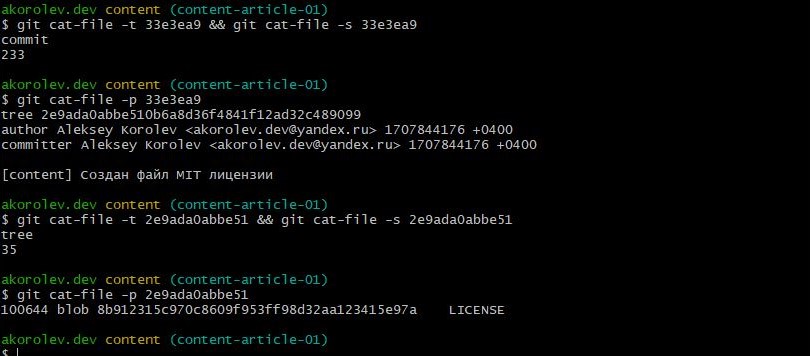 akorolev.dev content (content-article-01)
$ git cat-file -t 33e3ea9 && git cat-file -s 33e3ea9
commit
233
akorolev.dev content (content-article-01)
$ git cat-file -p 33e3ea9
tree 2e9ada0abbe510b6a8d36f4841f12ad32c489099
author Aleksey Korolev <akorolev.dev@yandex.ru> 1707844176 +0400
committer Aleksey Korolev <akorolev.dev@yandex.ru> 1707844176 +0400
[content] Создан файл MIT лицензии
akorolev.dev content (content-article-01)
$ git cat-file -t 2e9ada0abbe51 && git cat-file -s 2e9ada0abbe51
tree
35
akorolev.dev content (content-article-01)
$ git cat-file -p 2e9ada0abbe51
100644 blob 8b912315c970c8609f953ff98d32aa123415e97a    LICENSE
akorolev.dev content (content-article-01)
$